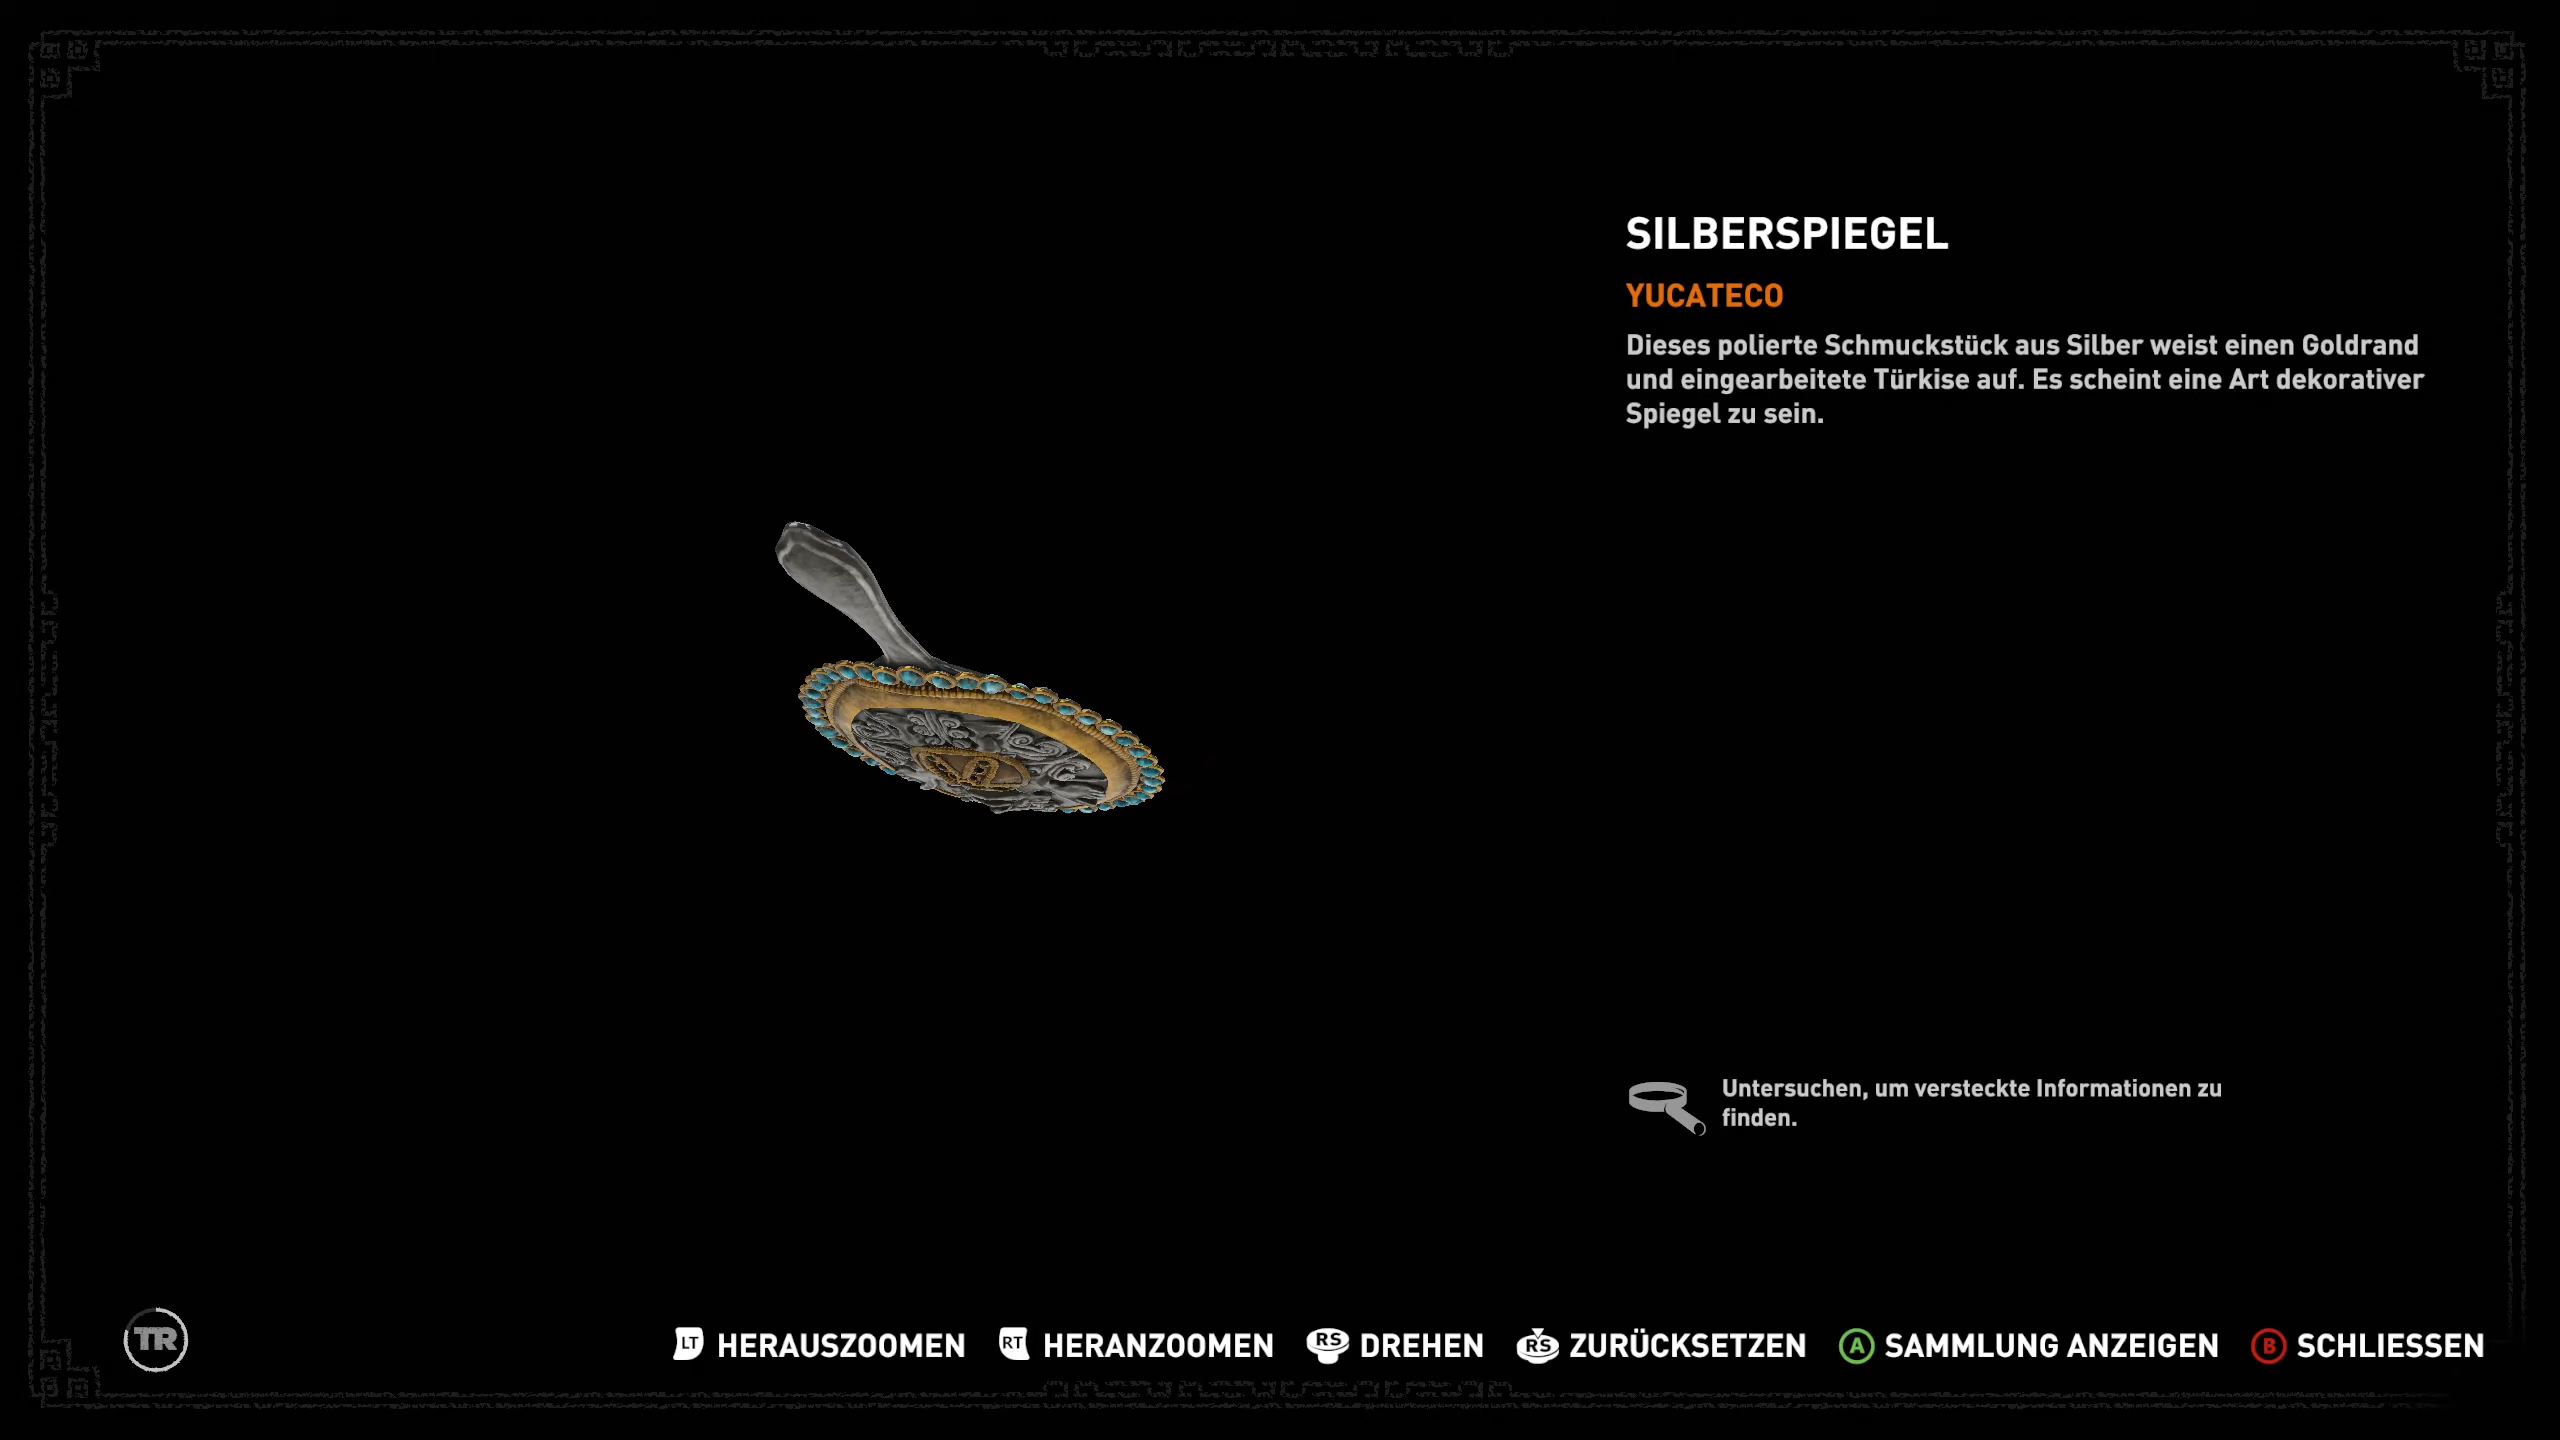 SILBERSPIEGEL
YUCATECO
Dieses polierte Schmuckstück aus Silber weist einen Goldrand
und eingearbeitete Türkise auf. Es scheint eine Art dekorativer
Spiegel zu sein.
Untersuchen, um versteckte Informationen zu
finden.
TR
LT HERAUSZOOMEN RT HERANZOOMEN RS DREHEN RS ZURÜCKSETZEN A SAMMLUNG ANZEIGEN B SCHLIESSEN